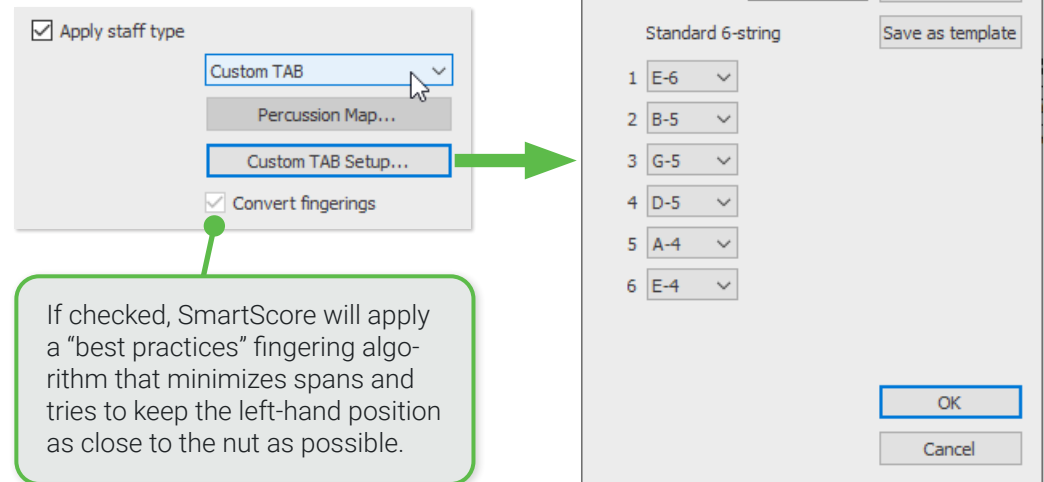 Apply staff type
Custom TAB
Percussion Map...
Custom TAB Setup...
Convert fingerings
If checked, SmartScore will apply
a “best practices” fingering algo-
rithm that minimizes spans and
tries to keep the left-hand position
as close to the nut as possible.
Standard 6-string
Save as template
1 E-6
2 B-5
3 G-5
4 D-5
5 A-4
6 E-4
OK
Cancel